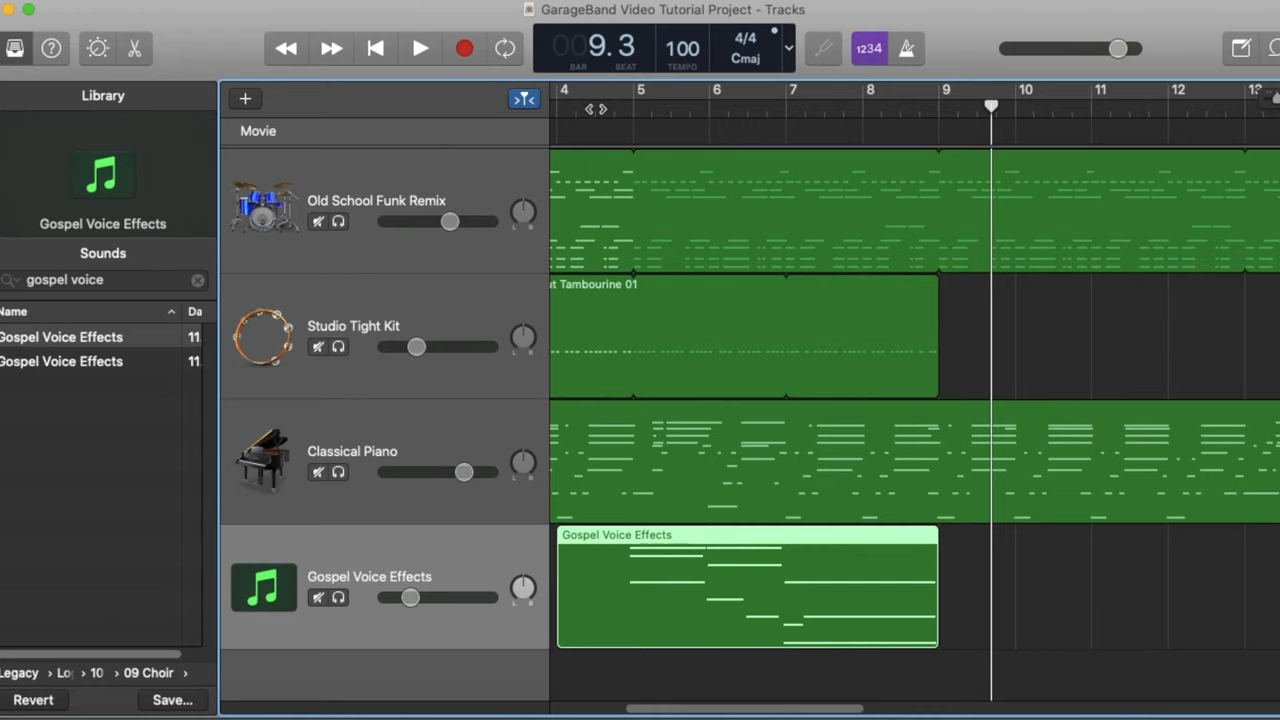 GarageBand Video Tutorial Project - Tracks
009.3
BAR BEAT
100
TEMPO
4/4
Cmaj
1234
Library
Gospel Voice Effects
Sounds
gospel voice
Name Da
Gospel Voice Effects 11
Gospel Voice Effects 11
Legacy › Lo › 10 › 09 Choir ›
Revert Save...
4 5 6 7 8 9 10 11 12 13
Movie
Old School Funk Remix
L R
Studio Tight Kit
L R
t Tambourine 01
Classical Piano
L R
Gospel Voice Effects
Gospel Voice Effects
L R